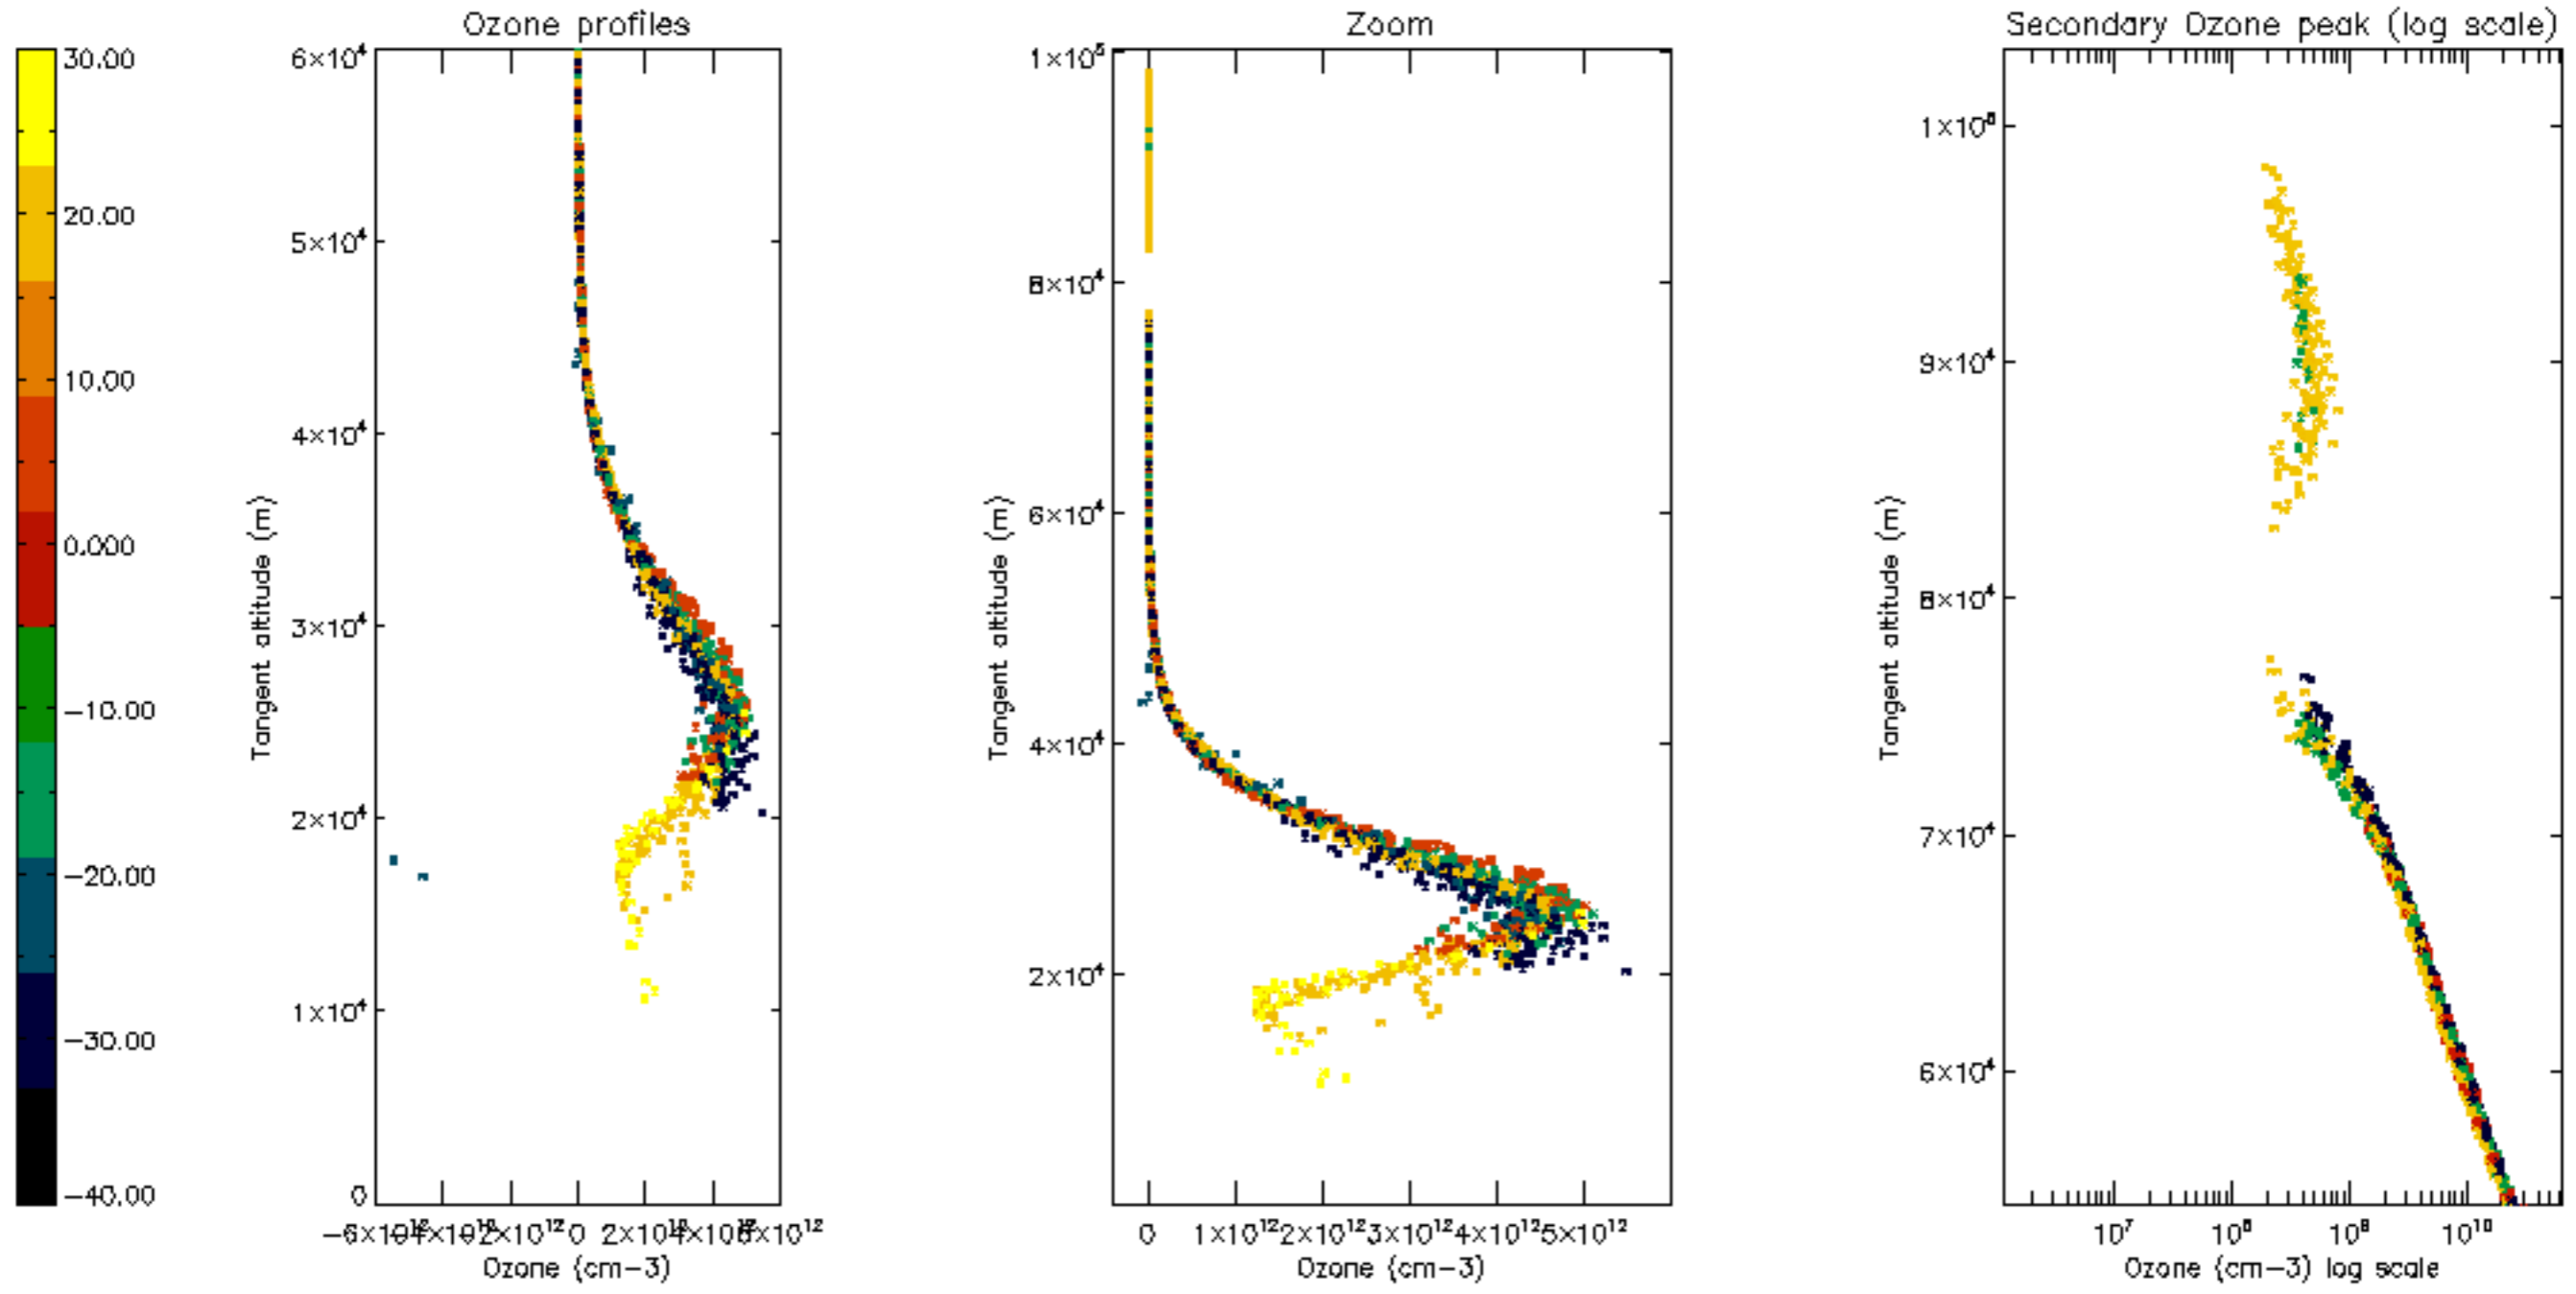 Ozone profiles
Zoom
Secondary Ozone peak (log scale)
30.00
20.00
10.00
0.000
−10.00
−20.00
−30.00
−40.00
6×10⁴
5×10⁴
4×10⁴
3×10⁴
2×10⁴
1×10⁴
0
Tangent altitude (m)
0
Ozone (cm−3)
1×10⁵
8×10⁴
6×10⁴
4×10⁴
2×10⁴
Tangent altitude (m)
0 1×10¹² 2×10¹² 3×10¹² 4×10¹² 5×10¹²
Ozone (cm−3)
1×10⁵
9×10⁴
8×10⁴
7×10⁴
6×10⁴
Tangent altitude (m)
10⁷ 10⁸ 10⁹ 10¹⁰
Ozone (cm−3) log scale